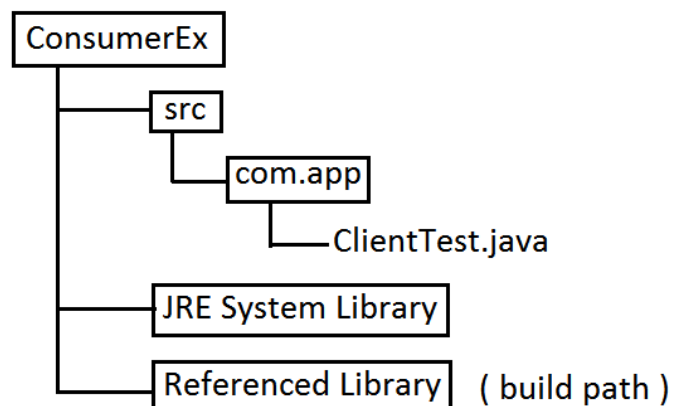 ConsumerEx
src
com.app
ClientTest.java
JRE System Library
Referenced Library ( build path )